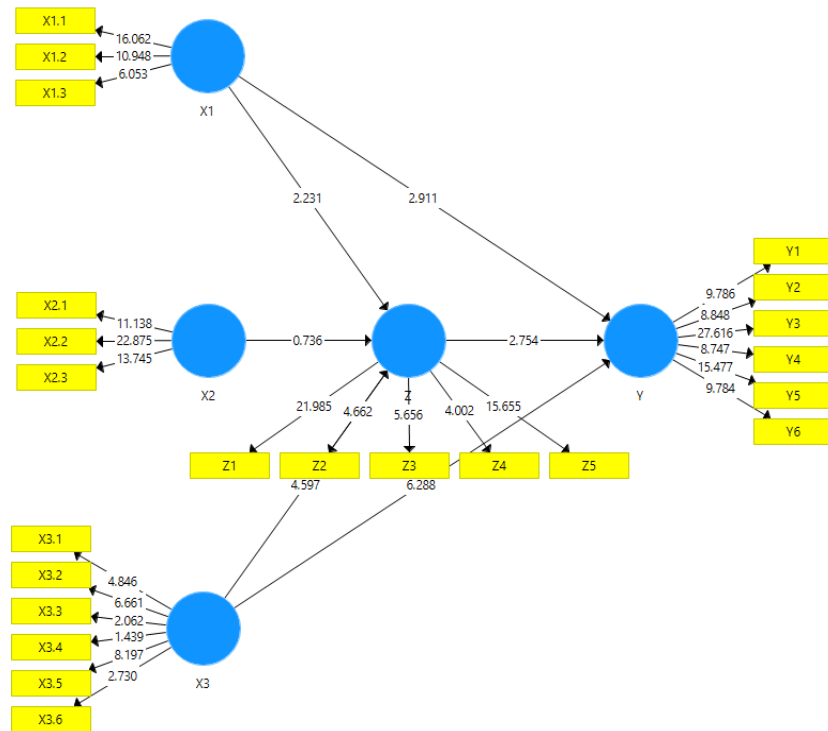 X1.1
X1.2
X1.3
16.062
10.948
6.053
X1
2.231
2.911
X2.1
X2.2
X2.3
11.138
22.875
13.745
X2
0.736
Z
2.754
Y
9.786
8.848
27.616
8.747
15.477
9.784
Y1
Y2
Y3
Y4
Y5
Y6
21.985
4.662
5.656
4.002
15.655
Z1
Z2
Z3
Z4
Z5
4.597
6.288
X3.1
X3.2
X3.3
X3.4
X3.5
X3.6
4.846
6.661
2.062
1.439
8.197
2.730
X3